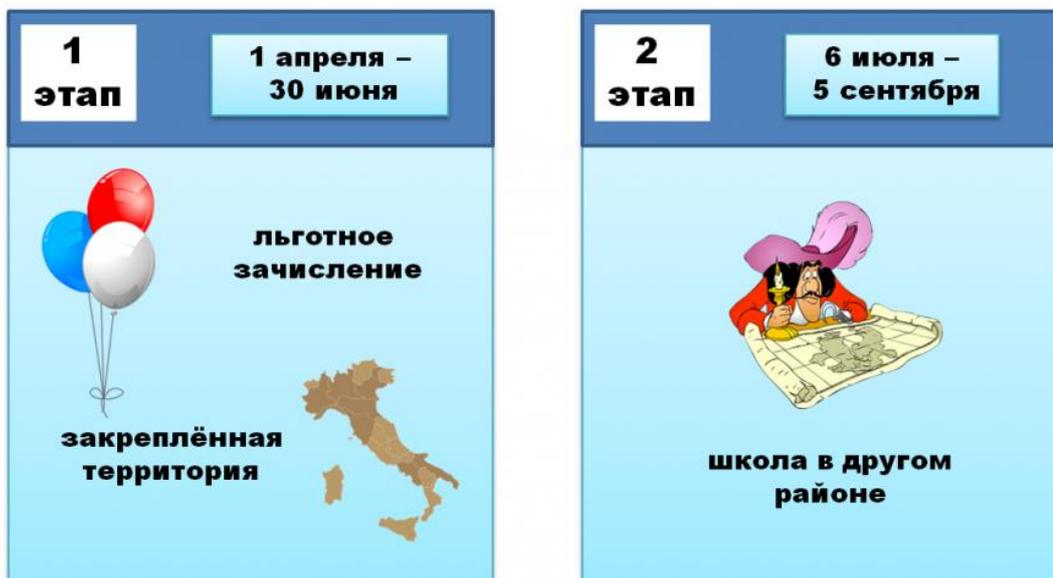 1
этап
1 апреля –
30 июня
льготное
зачисление
закреплённая
территория
2
этап
6 июля –
5 сентября
школа в другом
районе